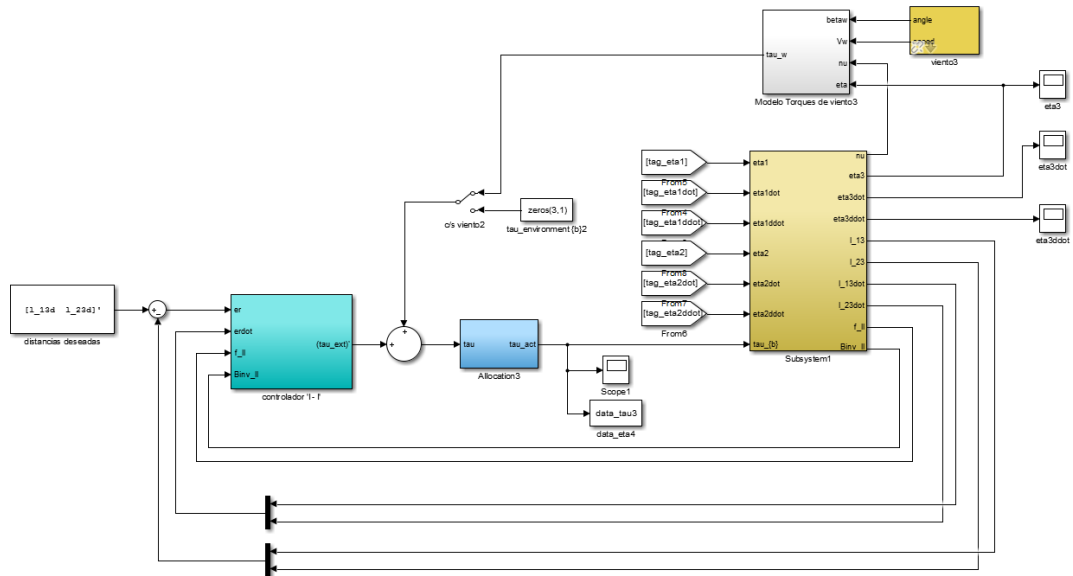 betaw
angle
Vw
speed
tau_w
nu
viento3
eta
Modelo Torques de viento3
eta3
[tag_eta1]
eta1
nu
From5
eta3
eta3dot
[tag_eta1dot]
eta1dot
eta3dot
From4
zeros(3,1)
[tag_eta1ddot]
eta1ddot
eta3ddot
c/s viento2
tau_environment {b}2
eta3ddot
l_13
[tag_eta2]
eta2
l_23
From8
[tag_eta2dot]
eta2dot
l_13dot
[l_13d l_23d]'
From7
l_23dot
+
-
er
[tag_eta2ddot]
eta2ddot
f_ll
erdot
From6
distancias deseadas
(tau_ext)'
+
+
tau
tau_act
tau_{b}
Binv_ll
f_ll
Subsystem1
Binv_ll
Allocation3
Scope1
controlador 'l - l'
data_tau3
data_eta4